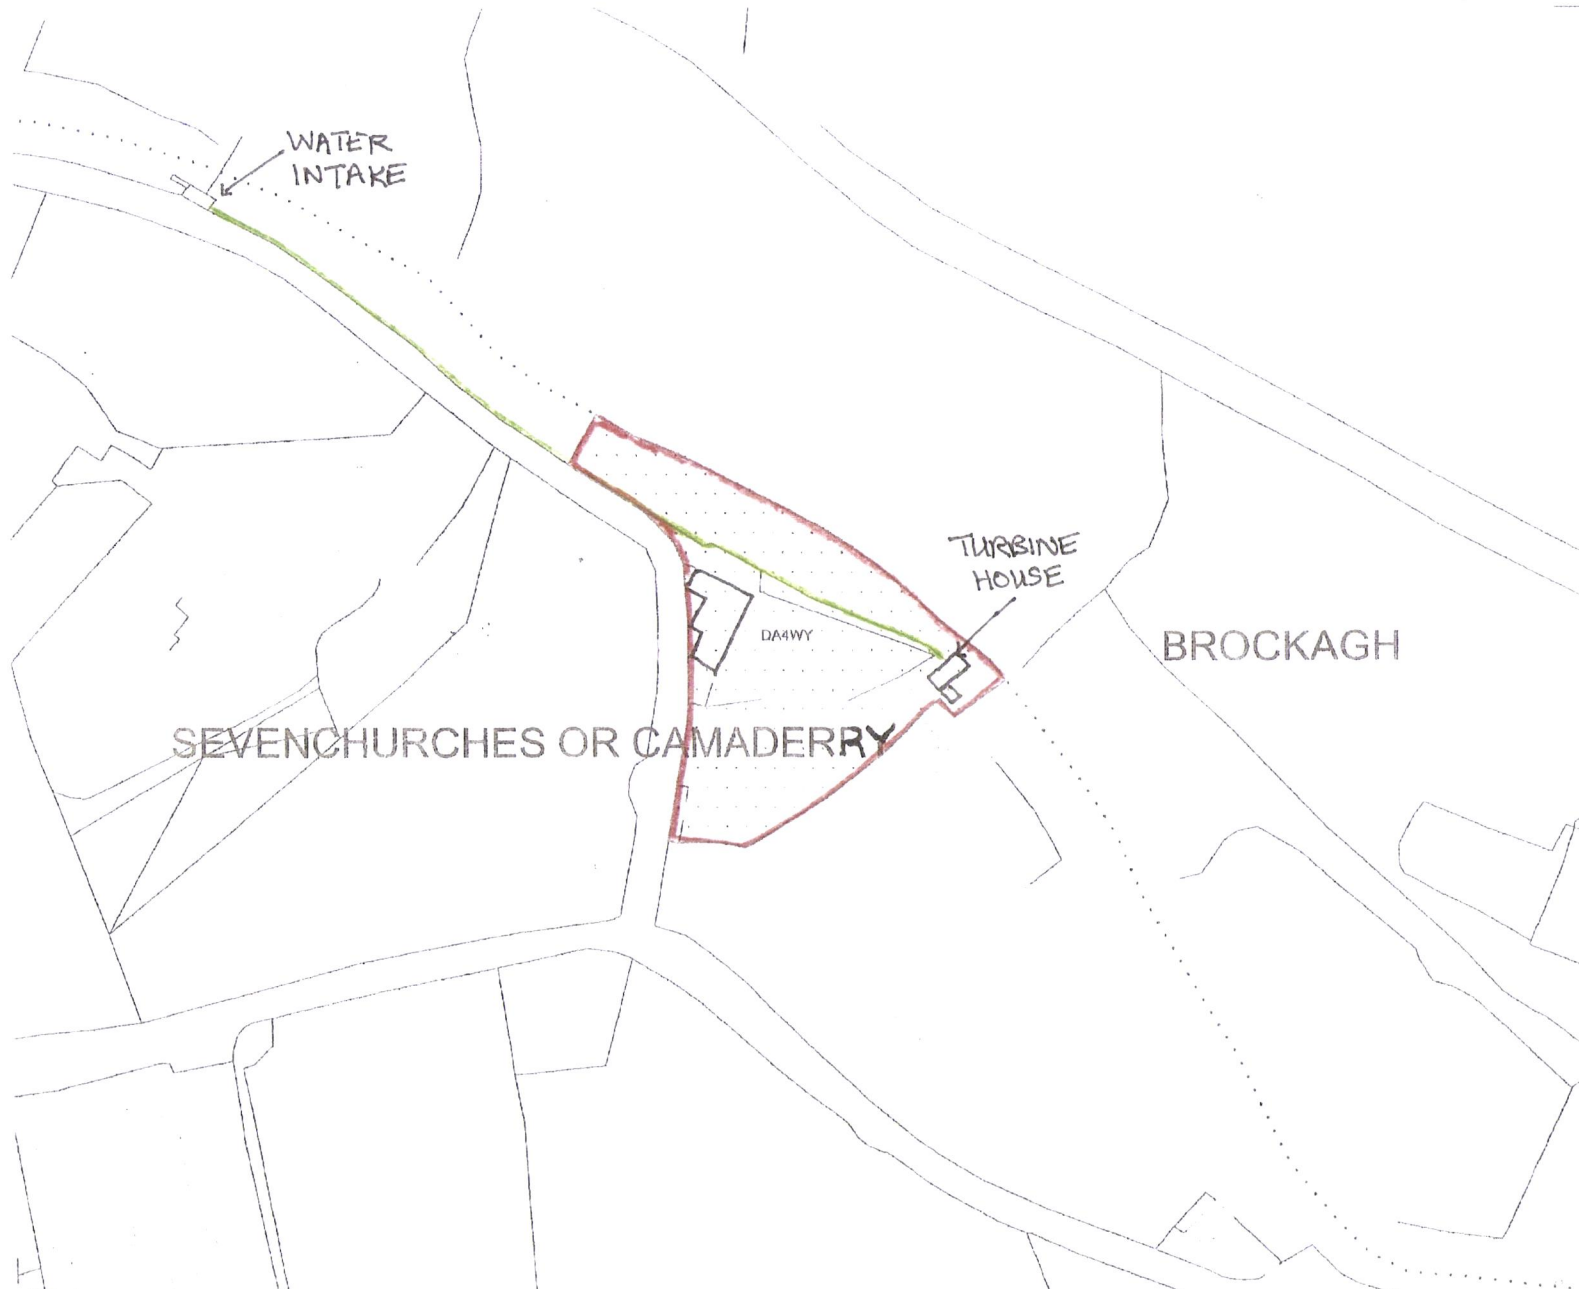 WATER
INTAKE
TURBINE
HOUSE
DA4WY
BROCKAGH
SEVENCHURCHES OR CAMADERRY